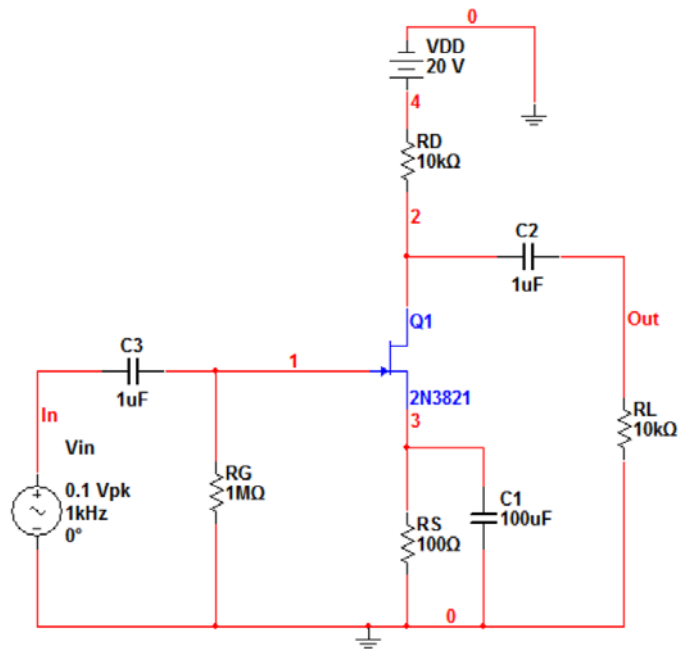 0
VDD
20 V
4
RD
10kΩ
2
C2
1uF
Q1
Out
C3
1uF
1
2N3821
3
In
Vin
0.1 Vpk
1kHz
0°
RG
1MΩ
RS
100Ω
C1
100uF
RL
10kΩ
0